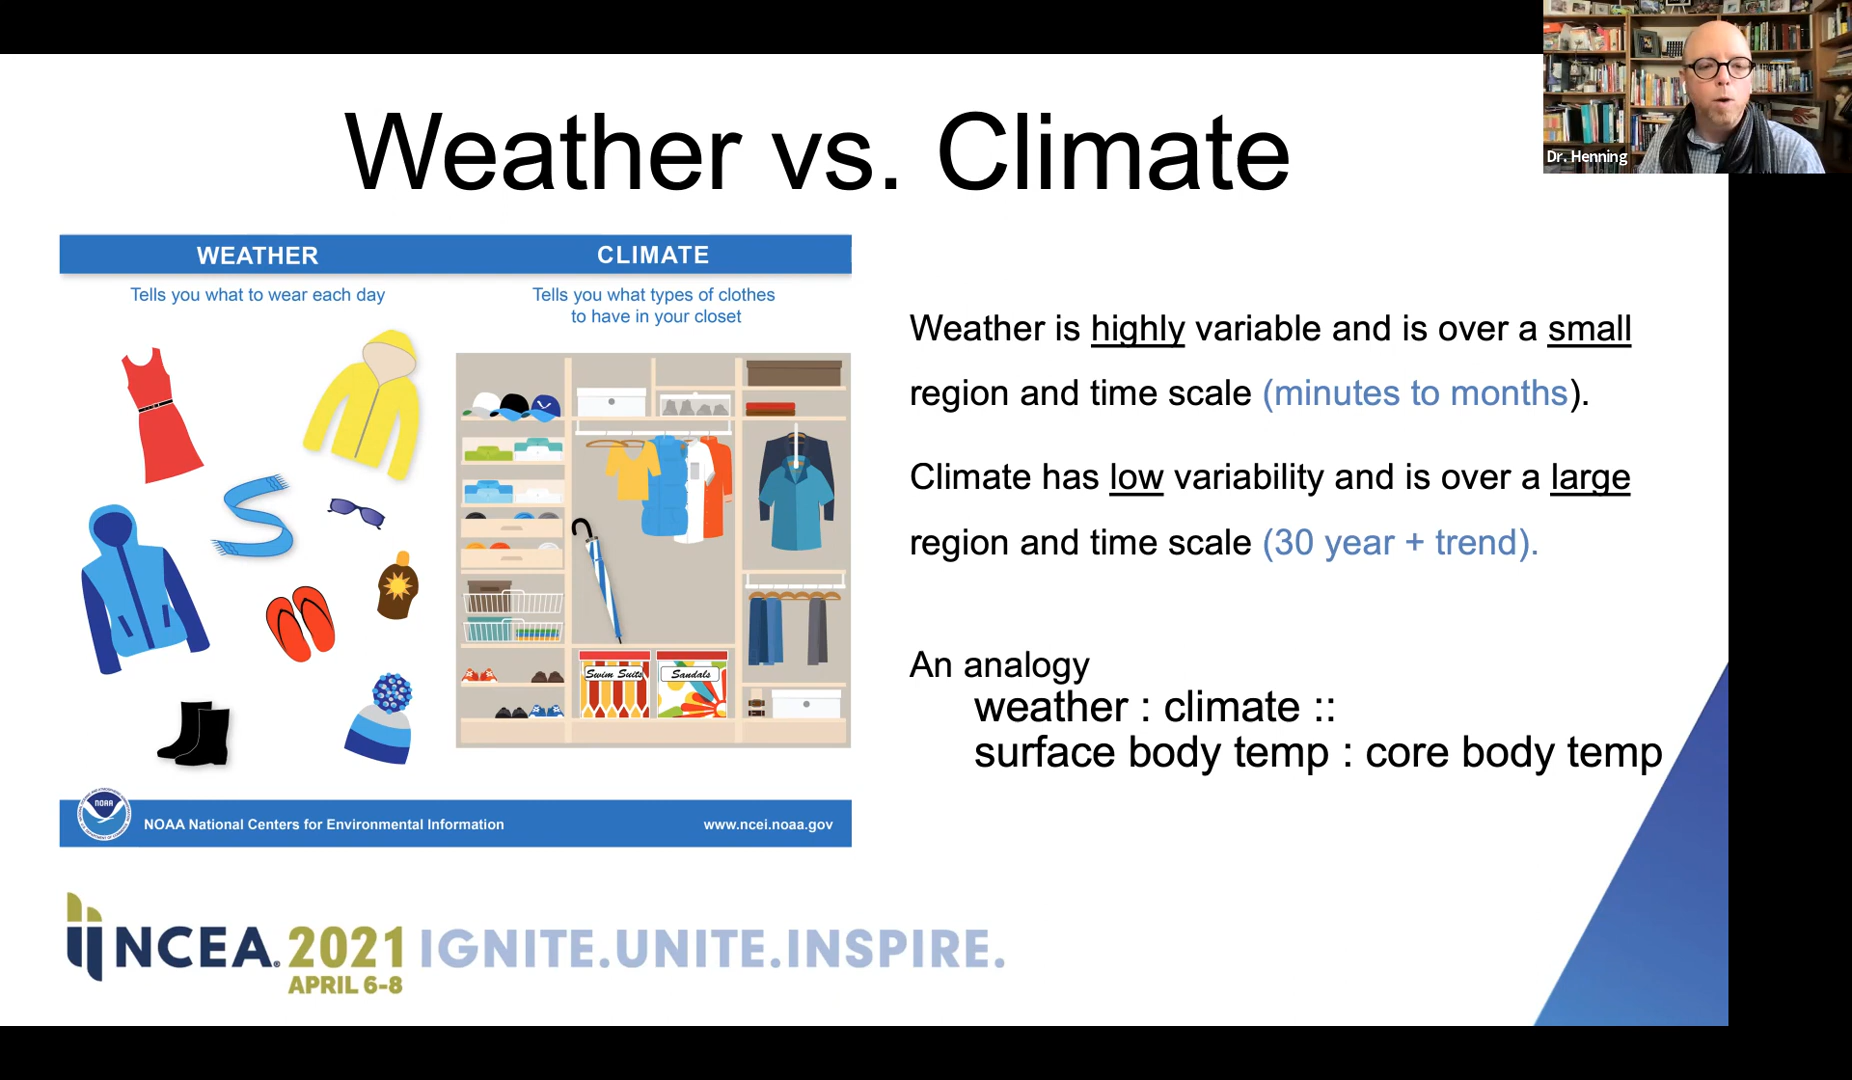 Weather vs. Climate
Dr. Henning
WEATHER
Tells you what to wear each day
CLIMATE
Tells you what types of clothes
to have in your closet
Swim Suits
Sandals
NOAA
NOAA National Centers for Environmental Information
www.ncei.noaa.gov
Weather is highly variable and is over a small
region and time scale (minutes to months).
Climate has low variability and is over a large
region and time scale (30 year + trend).
An analogy
weather : climate ::
surface body temp : core body temp
NCEA® 2021 IGNITE.UNITE.INSPIRE.
APRIL 6-8